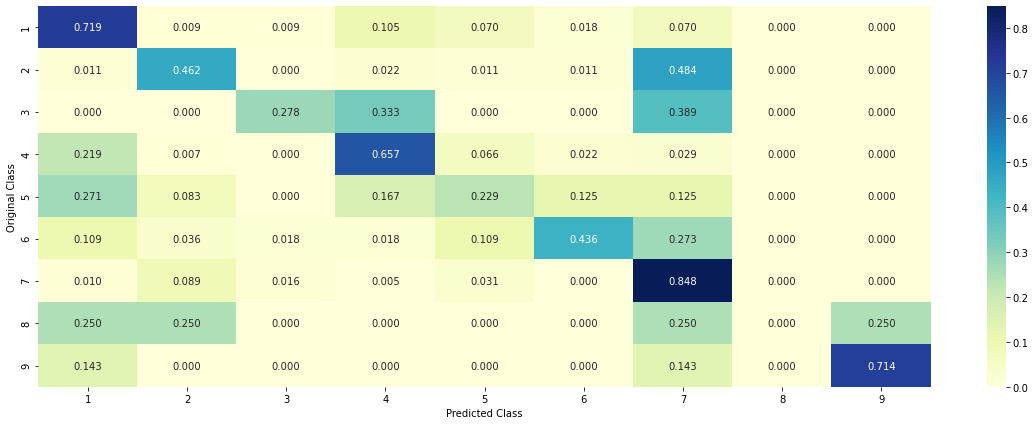 Original Class
1 0.719 0.009 0.009 0.105 0.070 0.018 0.070 0.000 0.000
2 0.011 0.462 0.000 0.022 0.011 0.011 0.484 0.000 0.000
3 0.000 0.000 0.278 0.333 0.000 0.000 0.389 0.000 0.000
4 0.219 0.007 0.000 0.657 0.066 0.022 0.029 0.000 0.000
5 0.271 0.083 0.000 0.167 0.229 0.125 0.125 0.000 0.000
6 0.109 0.036 0.018 0.018 0.109 0.436 0.273 0.000 0.000
7 0.010 0.089 0.016 0.005 0.031 0.000 0.848 0.000 0.000
8 0.250 0.250 0.000 0.000 0.000 0.000 0.250 0.000 0.250
9 0.143 0.000 0.000 0.000 0.000 0.000 0.143 0.000 0.714
1 2 3 4 5 6 7 8 9
Predicted Class
0.8
0.7
0.6
0.5
0.4
0.3
0.2
0.1
0.0